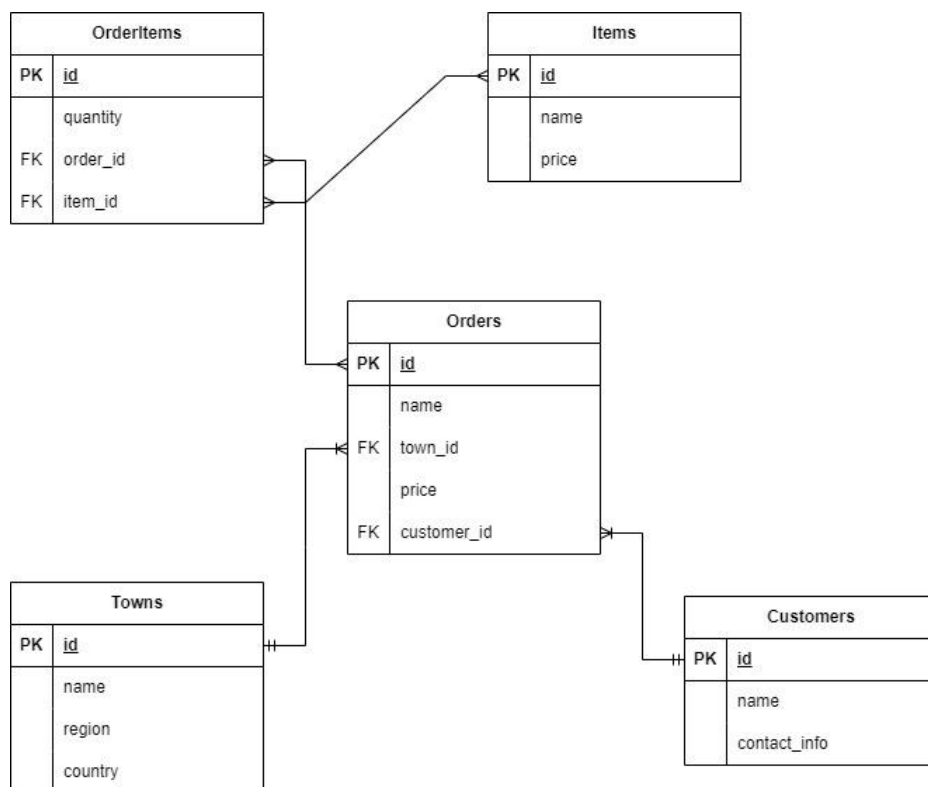 OrderItems
PK id
quantity
FK order_id
FK item_id
Items
PK id
name
price
Orders
PK id
name
FK town_id
price
FK customer_id
Towns
PK id
name
region
country
Customers
PK id
name
contact_info